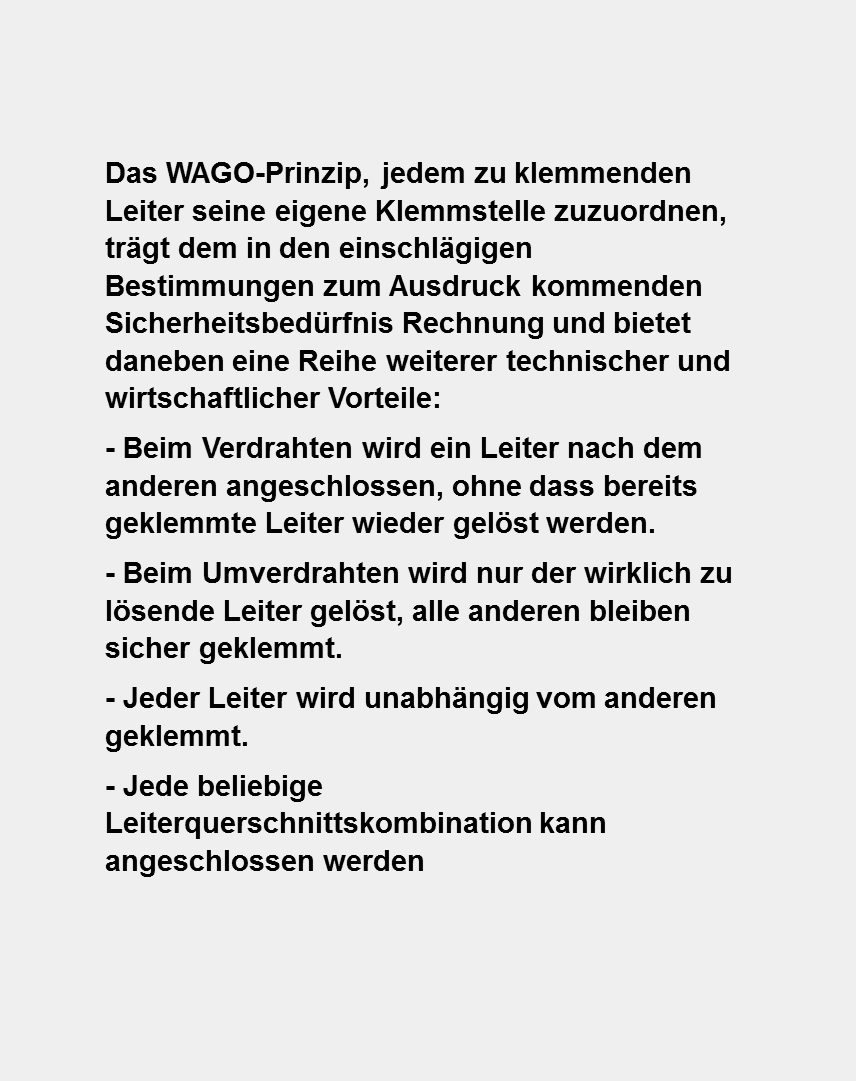 Das WAGO-Prinzip, jedem zu klemmenden
Leiter seine eigene Klemmstelle zuzuordnen,
trägt dem in den einschlägigen
Bestimmungen zum Ausdruck kommenden
Sicherheitsbedürfnis Rechnung und bietet
daneben eine Reihe weiterer technischer und
wirtschaftlicher Vorteile:
- Beim Verdrahten wird ein Leiter nach dem
anderen angeschlossen, ohne dass bereits
geklemmte Leiter wieder gelöst werden.
- Beim Umverdrahten wird nur der wirklich zu
lösende Leiter gelöst, alle anderen bleiben
sicher geklemmt.
- Jeder Leiter wird unabhängig vom anderen
geklemmt.
- Jede beliebige
Leiterquerschnittskombination kann
angeschlossen werden